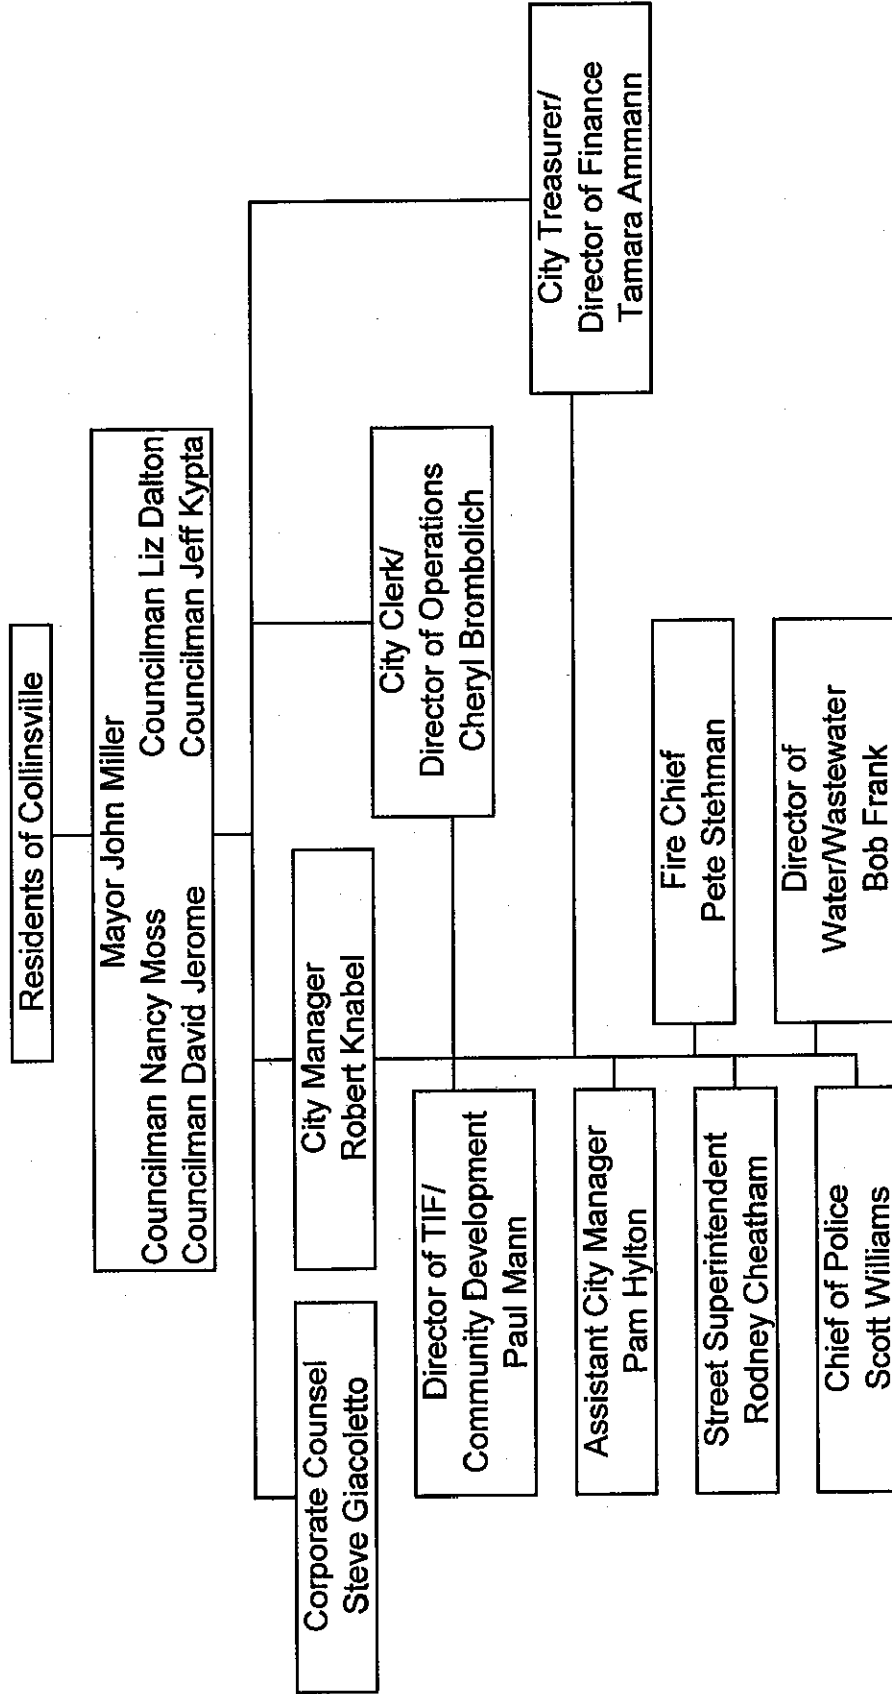 Residents of Collinsville
Mayor John Miller
Councilman Nancy Moss
Councilman Liz Dalton
Councilman David Jerome
Councilman Jeff Kypta
Corporate Counsel
Steve Giacoletto
City Manager
Robert Knabel
City Clerk/
Director of Operations
Cheryl Brombolich
City Treasurer/
Director of Finance
Tamara Ammann
Director of TIF/
Community Development
Paul Mann
Assistant City Manager
Pam Hylton
Fire Chief
Pete Stehman
Street Superintendent
Rodney Cheatham
Director of
Water/Wastewater
Bob Frank
Chief of Police
Scott Williams